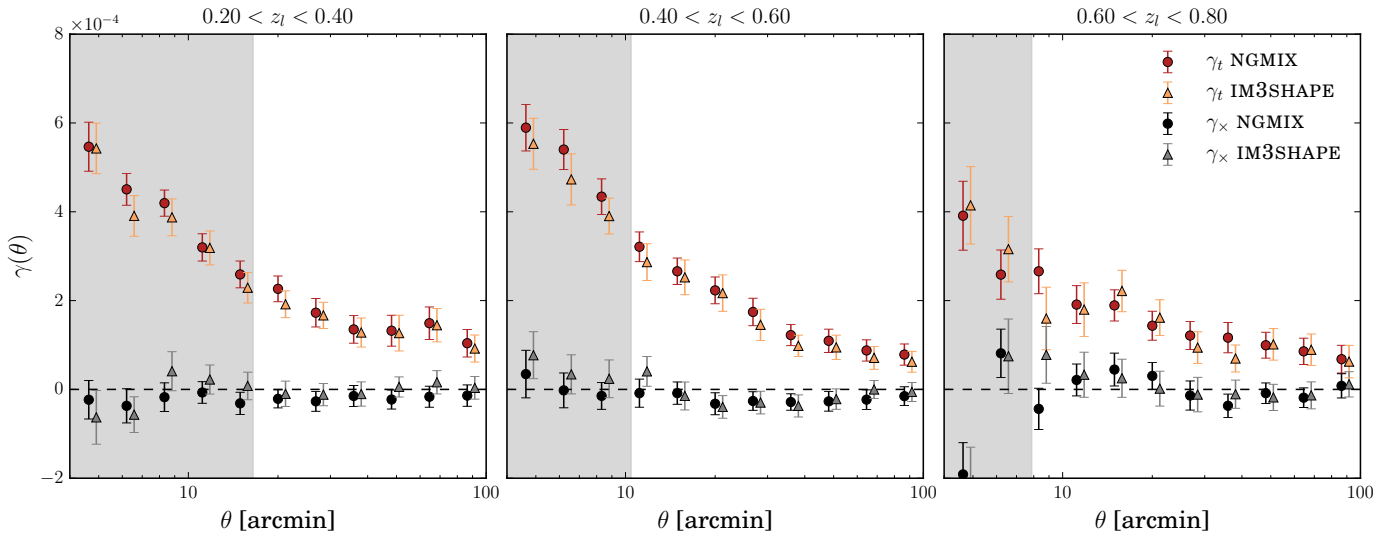 ×10⁻⁴
0.20 < z_l < 0.40
0.40 < z_l < 0.60
0.60 < z_l < 0.80
8
6
4
2
0
−2
γ(θ)
γ_t NGMIX
γ_t IM3SHAPE
γ_× NGMIX
γ_× IM3SHAPE
10
100
10
100
10
100
θ [arcmin]
θ [arcmin]
θ [arcmin]